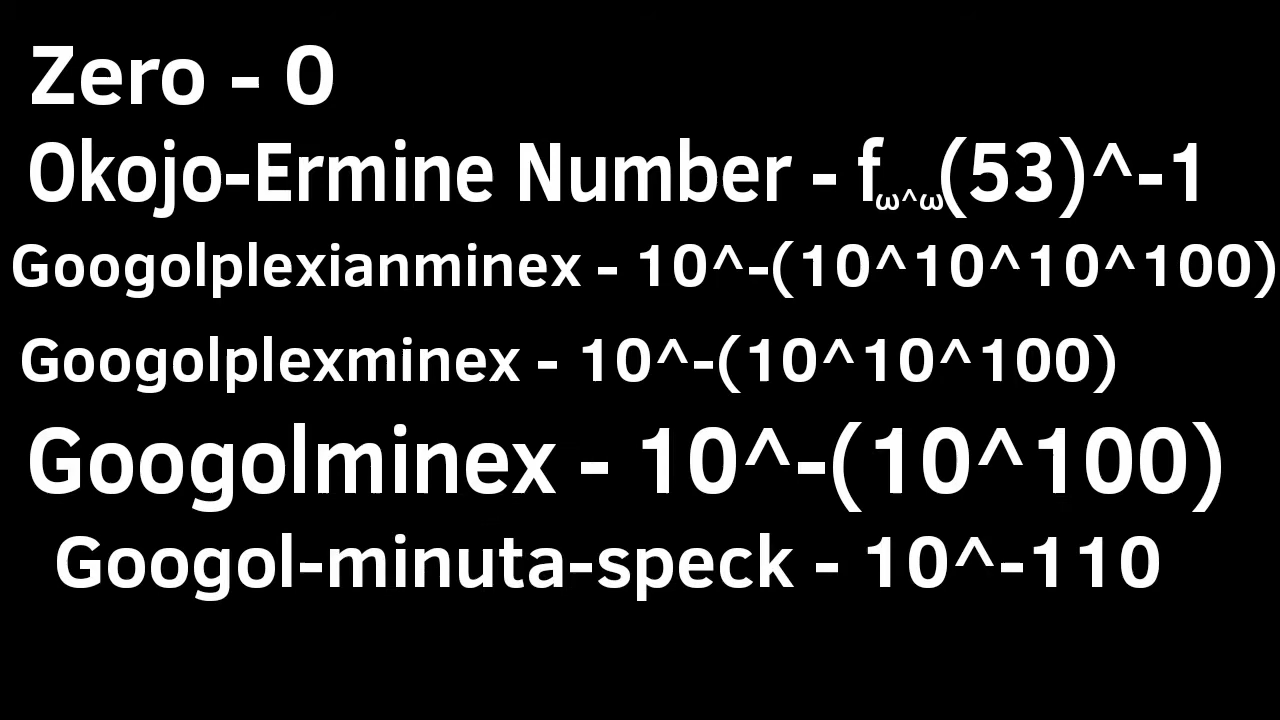 Zero - 0
Okojo-Ermine Number - fω^ω(53)^-1
Googolplexianminex - 10^-(10^10^10^100)
Googolplexminex - 10^-(10^10^100)
Googolminex - 10^-(10^100)
Googol-minuta-speck - 10^-110